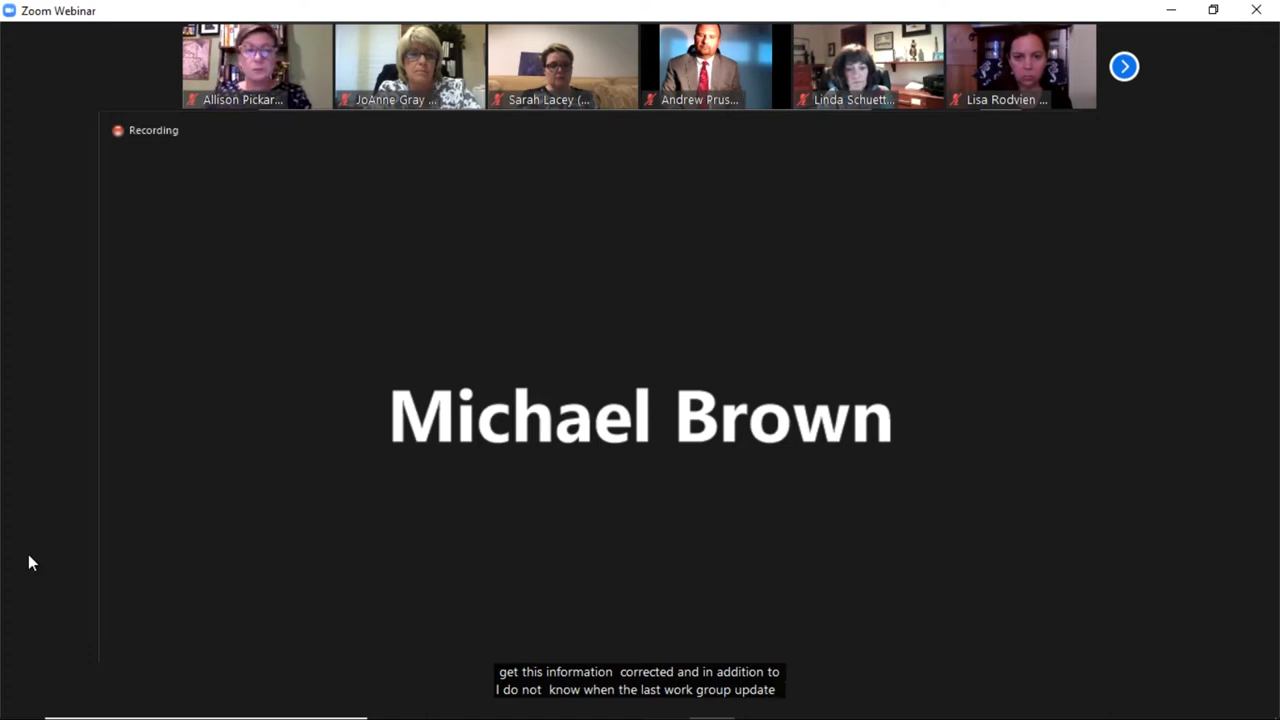 Zoom Webinar
Allison Pickar...
JoAnne Gray ...
Sarah Lacey (...
Andrew Prus...
Linda Schuett...
Lisa Rodvien ...
Recording
Michael Brown
get this information corrected and in addition to
I do not know when the last work group update